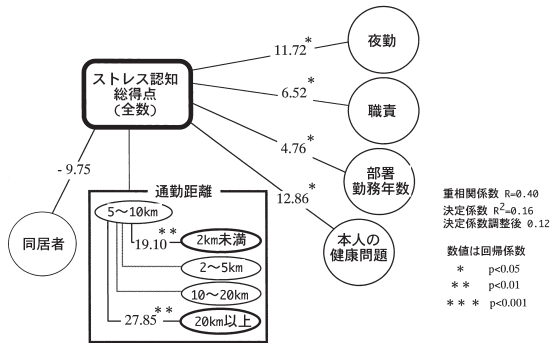 夜勤
11.72*
ストレス認知
総得点
(全数)
6.52*
職責
4.76*
部署
勤務年数
- 9.75
12.86*
通勤距離
5〜10km
同居者
19.10**
2km未満
2〜5km
10〜20km
27.85**
20km以上
本人の
健康問題
重相関係数 R=0.40
決定係数 R²=0.16
決定係数調整後 0.12
数値は回帰係数
* p<0.05
** p<0.01
*** p<0.001